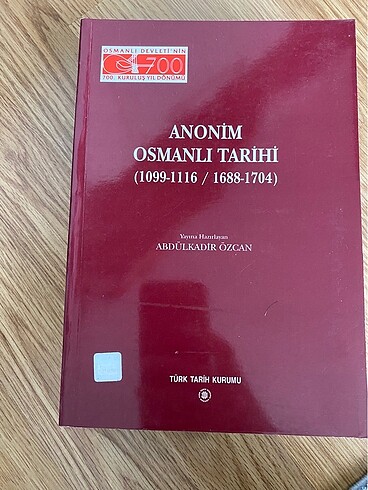 OSMANLI DEVLETİ'NİN
700
700. KURULUŞ YIL DÖNÜMÜ
ANONİM
OSMANLI TARİHİ
(1099-1116 / 1688-1704)
Yayına Hazırlayan
ABDÜLKADİR ÖZCAN
TÜRK TARİH KURUMU